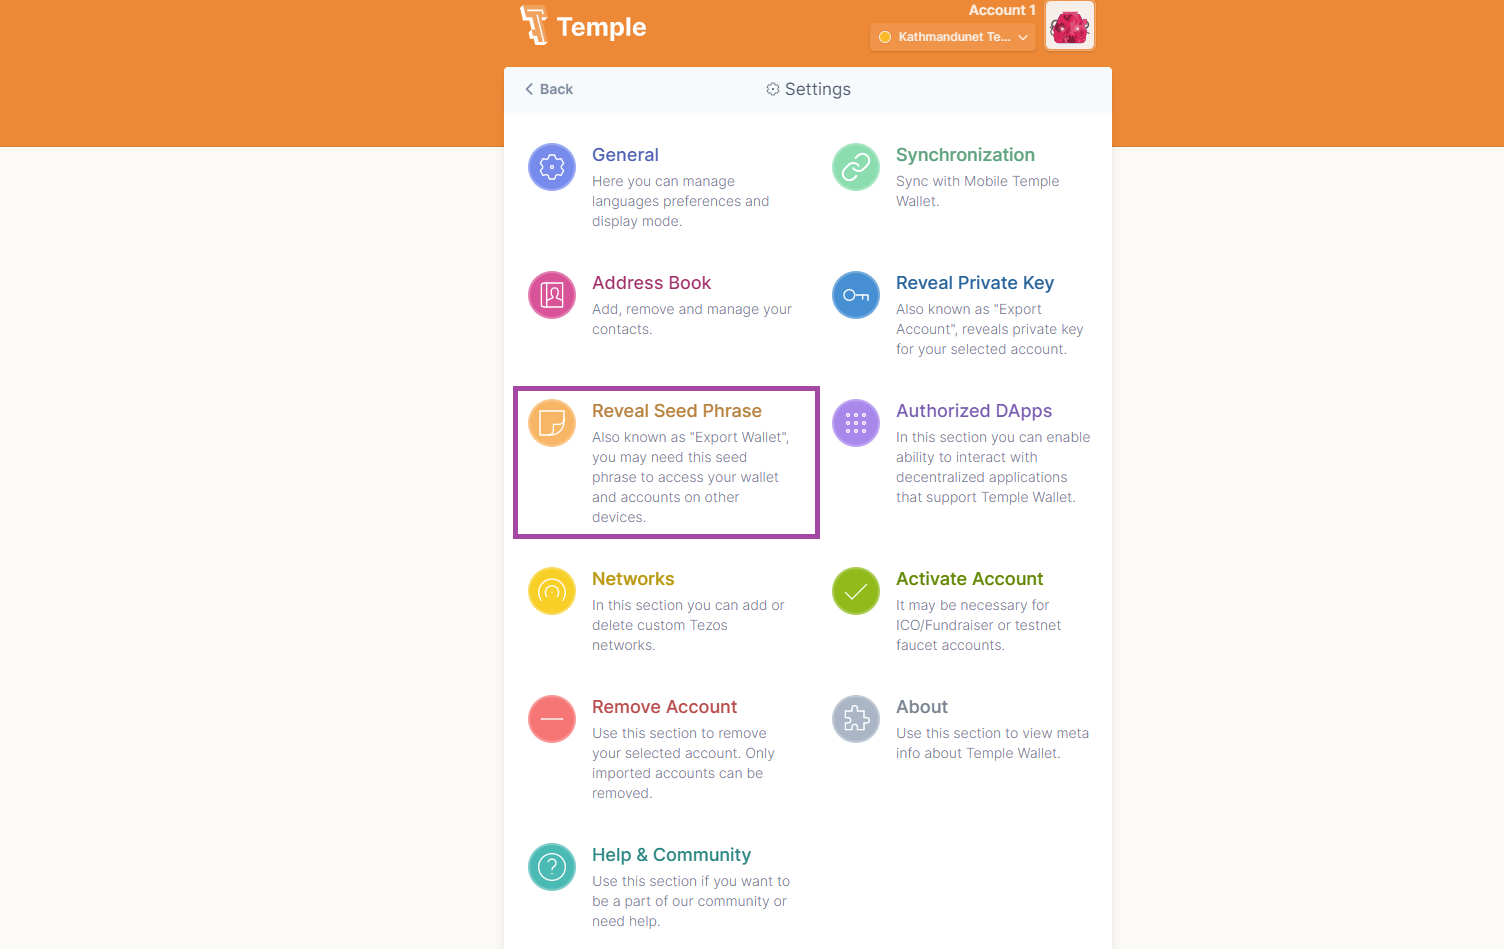 Temple
Account 1
Kathmandunet Te...
Back
Settings
General
Here you can manage
languages preferences and
display mode.
Synchronization
Sync with Mobile Temple
Wallet.
Address Book
Add, remove and manage your
contacts.
Reveal Private Key
Also known as "Export
Account", reveals private key
for your selected account.
Reveal Seed Phrase
Also known as "Export Wallet",
you may need this seed
phrase to access your wallet
and accounts on other
devices.
Authorized DApps
In this section you can enable
ability to interact with
decentralized applications
that support Temple Wallet.
Networks
In this section you can add or
delete custom Tezos
networks.
Activate Account
It may be necessary for
ICO/Fundraiser or testnet
faucet accounts.
Remove Account
Use this section to remove
your selected account. Only
imported accounts can be
removed.
About
Use this section to view meta
info about Temple Wallet.
Help & Community
Use this section if you want to
be a part of our community or
need help.